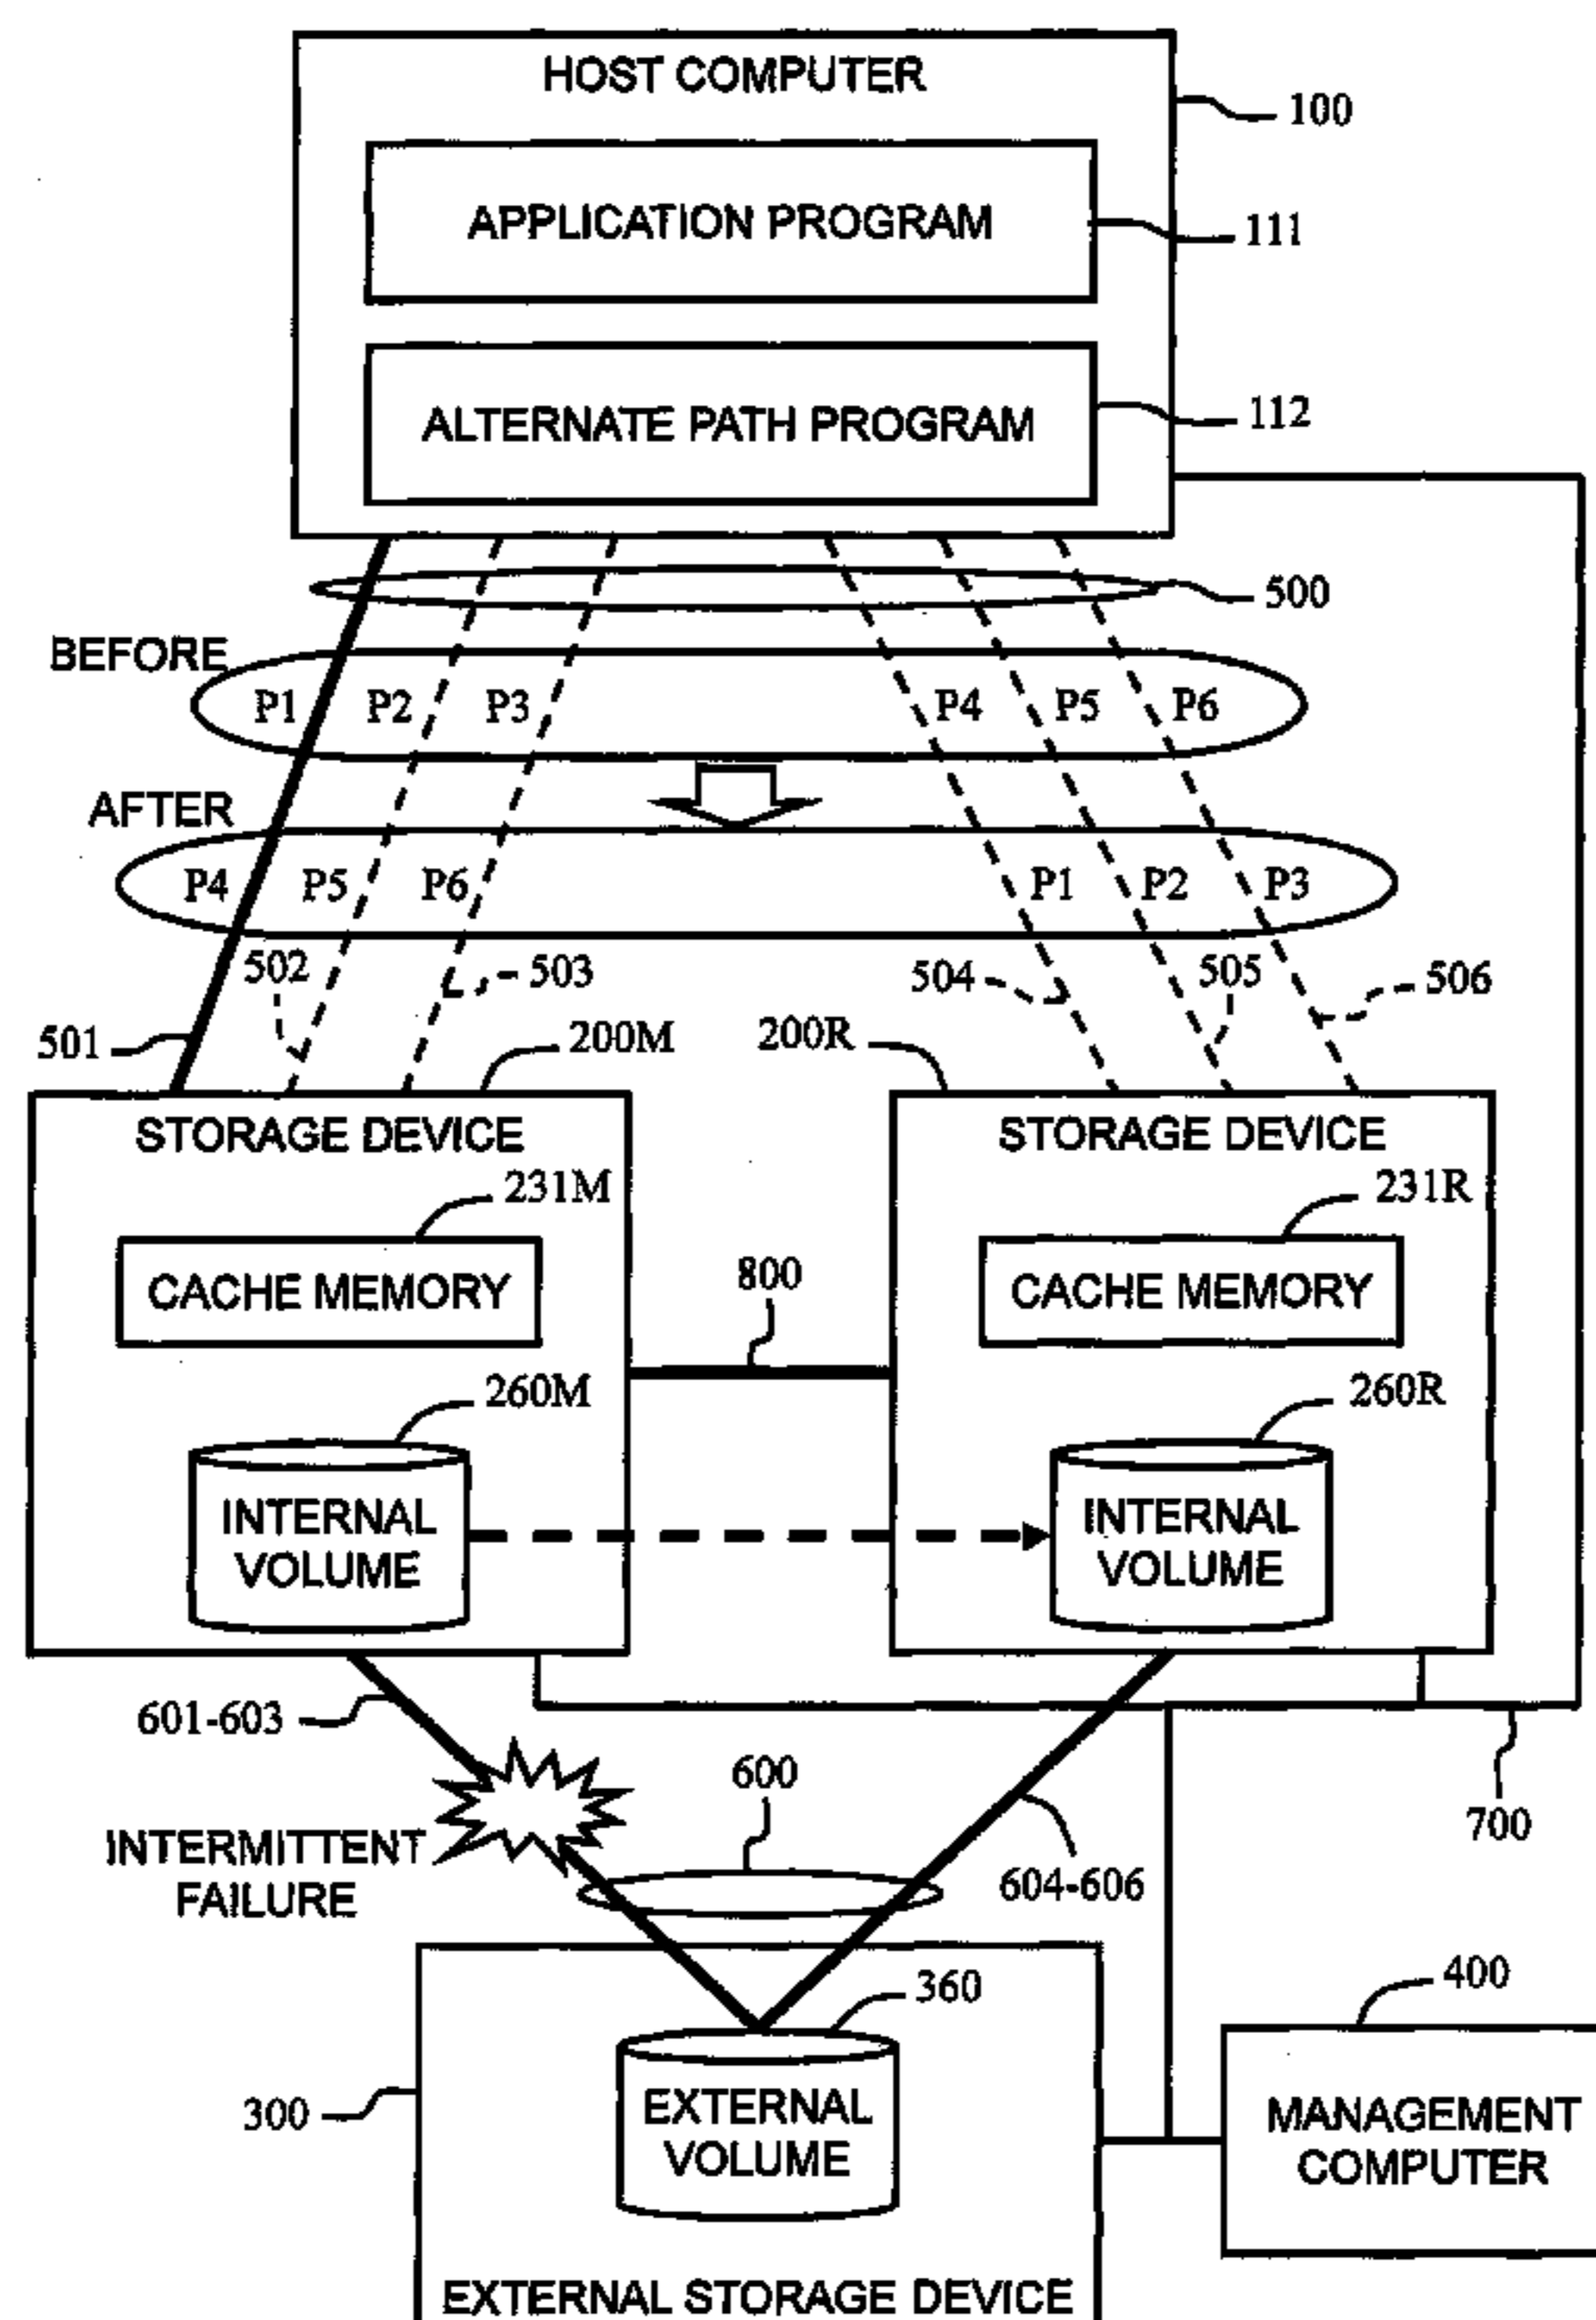 HOST COMPUTER
100
APPLICATION PROGRAM
111
ALTERNATE PATH PROGRAM
112
500
BEFORE
P1 P2 P3 P4 P5 P6
AFTER
P4 P5 P6 P1 P2 P3
502 503 504 505 506
501 200M 200R
STORAGE DEVICE STORAGE DEVICE
231M 231R
CACHE MEMORY 800 CACHE MEMORY
260M 260R
INTERNAL INTERNAL
VOLUME VOLUME
601-603
600
700
INTERMITTENT
FAILURE
604-606
360 400
300
EXTERNAL
VOLUME
MANAGEMENT
COMPUTER
EXTERNAL STORAGE DEVICE